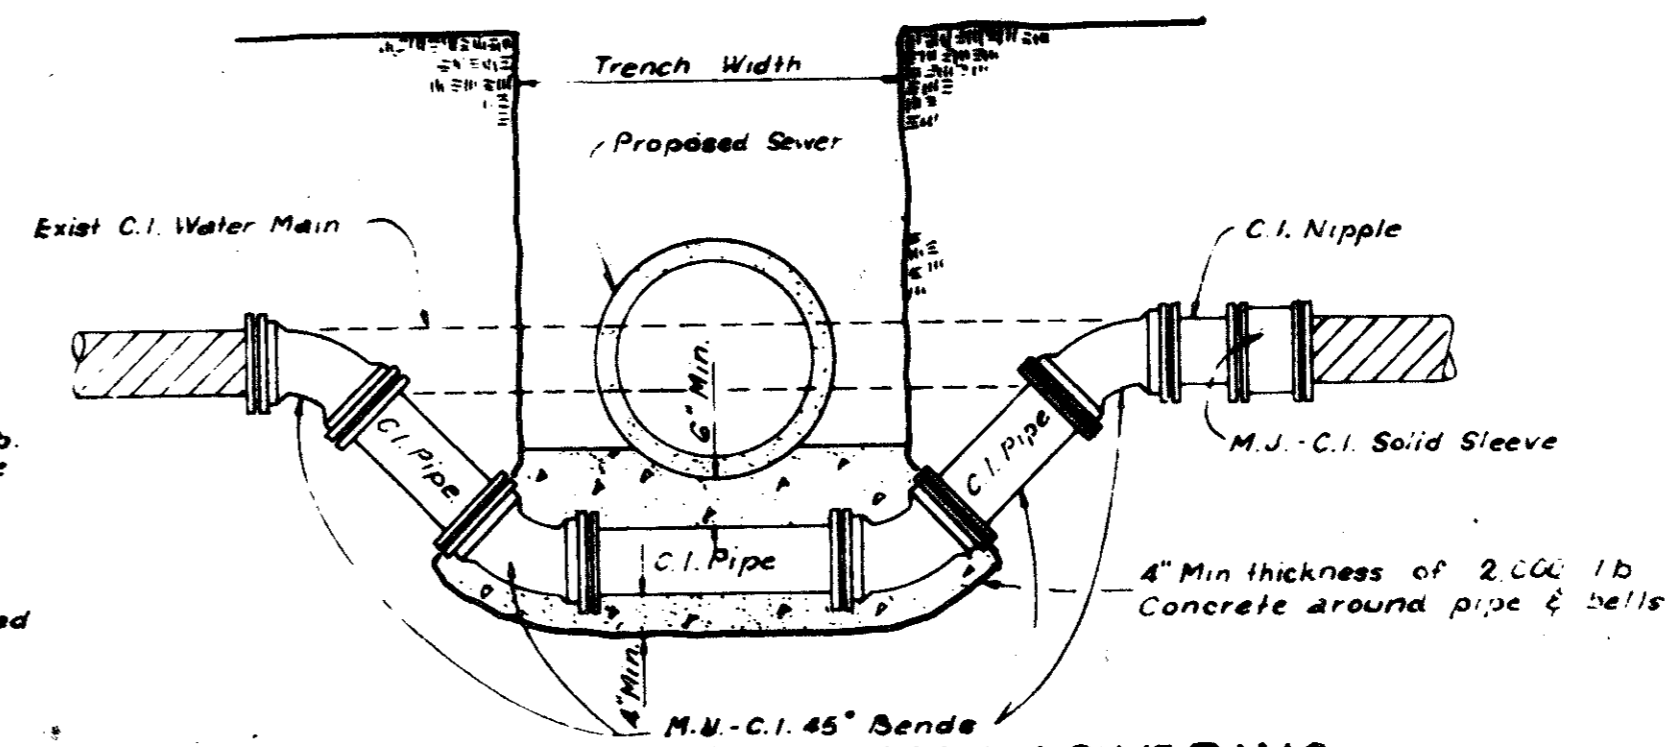 Trench Width
Proposed Sewer
Exist C.I. Water Main
C.I. Nipple
6" Min.
C.I. Pipe
C.I. Pipe
M.J.-C.I. Solid Sleeve
C.I. Pipe
4" Min thickness of 2,000 lb
Concrete around pipe & bells
4" Min.
M.J.-C.I. 45° Bends